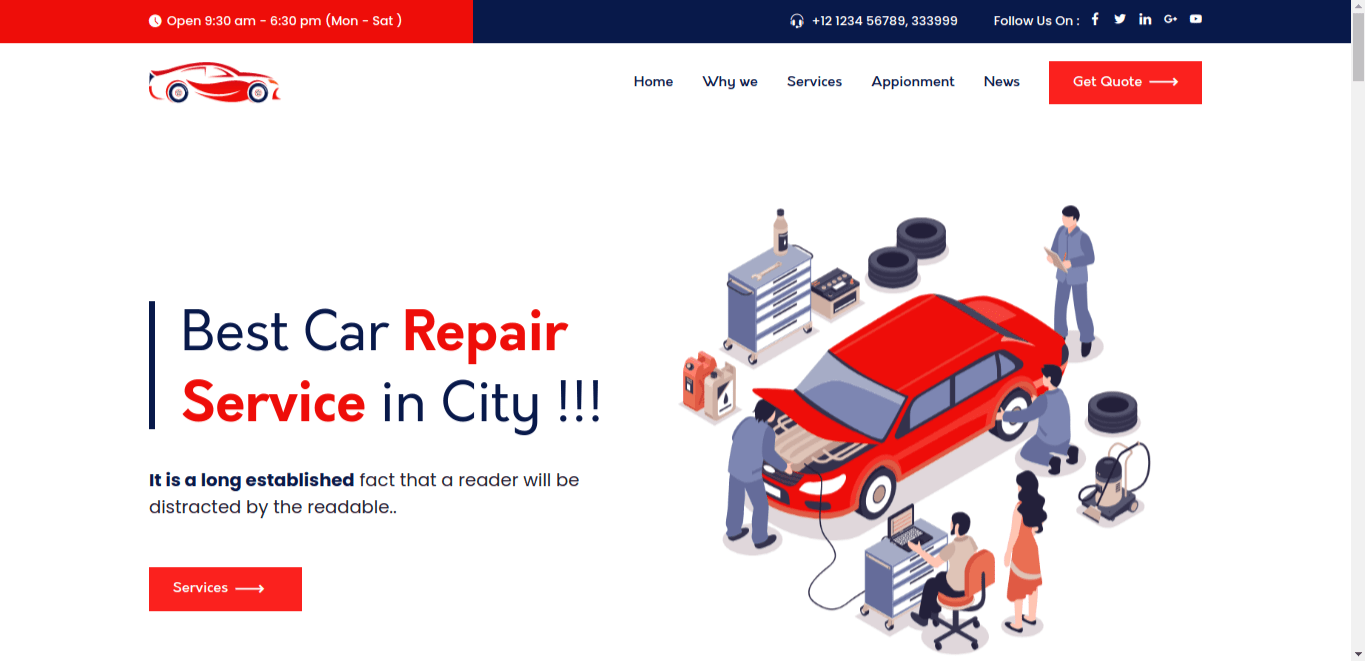 Open 9:30 am - 6:30 pm (Mon - Sat )
+12 1234 56789, 333999
Follow Us On :
Home
Why we
Services
Appionment
News
Get Quote
Best Car Repair
Service in City !!!
It is a long established fact that a reader will be
distracted by the readable..
Services